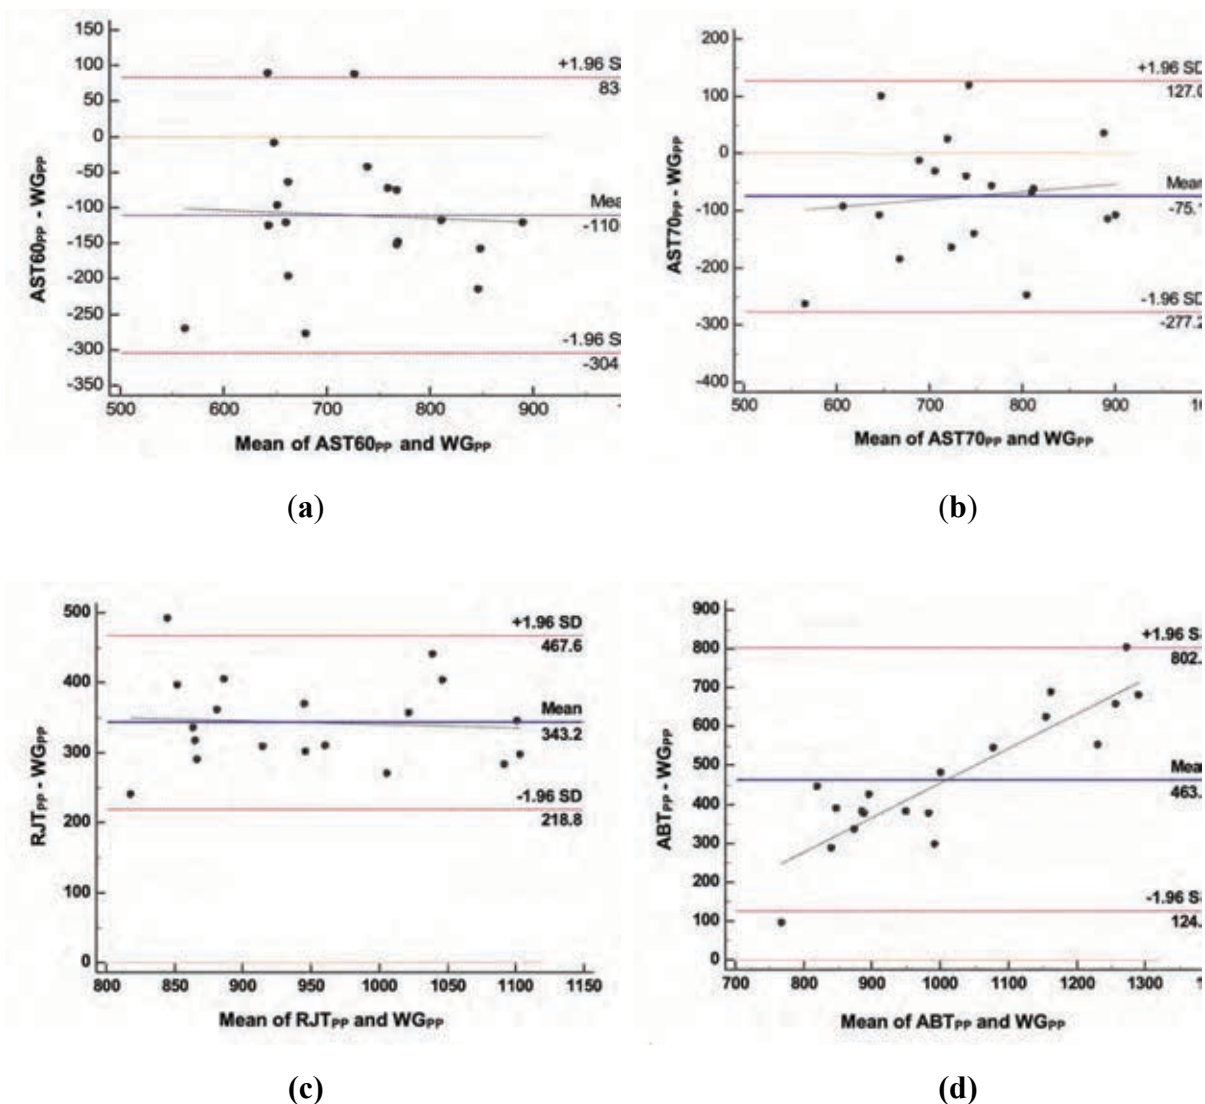 150
100
50
0
-50
-100
-150
-200
-250
-300
-350
AST60PP - WGPP
+1.96 S
83
Mea
-110
-1.96 S
-304
500 600 700 800 900
Mean of AST60PP and WGPP
(a)
200
100
0
-100
-200
-300
-400
AST70PP - WGPP
+1.96 SD
127.0
Mean
-75.1
-1.96 SD
-277.2
500 600 700 800 900 10
Mean of AST70PP and WGPP
(b)
500
400
300
200
100
0
RJTPP - WGPP
+1.96 SD
467.6
Mean
343.2
-1.96 SD
218.8
800 850 900 950 1000 1050 1100 1150
Mean of RJTPP and WGPP
(c)
900
800
700
600
500
400
300
200
100
0
ABTPP - WGPP
+1.96 S
802.
Mea
463.
-1.96 S
124.
700 800 900 1000 1100 1200 1300
Mean of ABTPP and WGPP
(d)